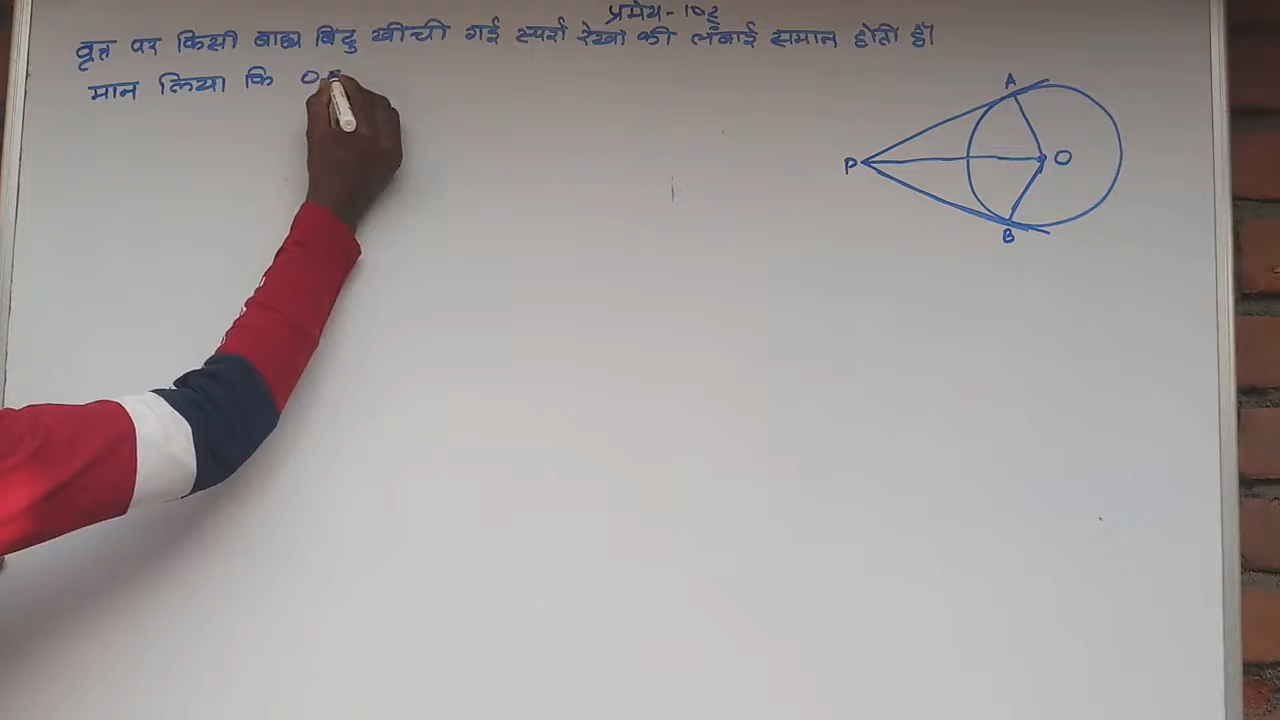 प्रमेय-10.2
वृत्त पर किसी बाह्य बिंदु खींची गई स्पर्श रेखा की लंबाई समान होती हैं।
मान लिया कि O
A
P
O
B